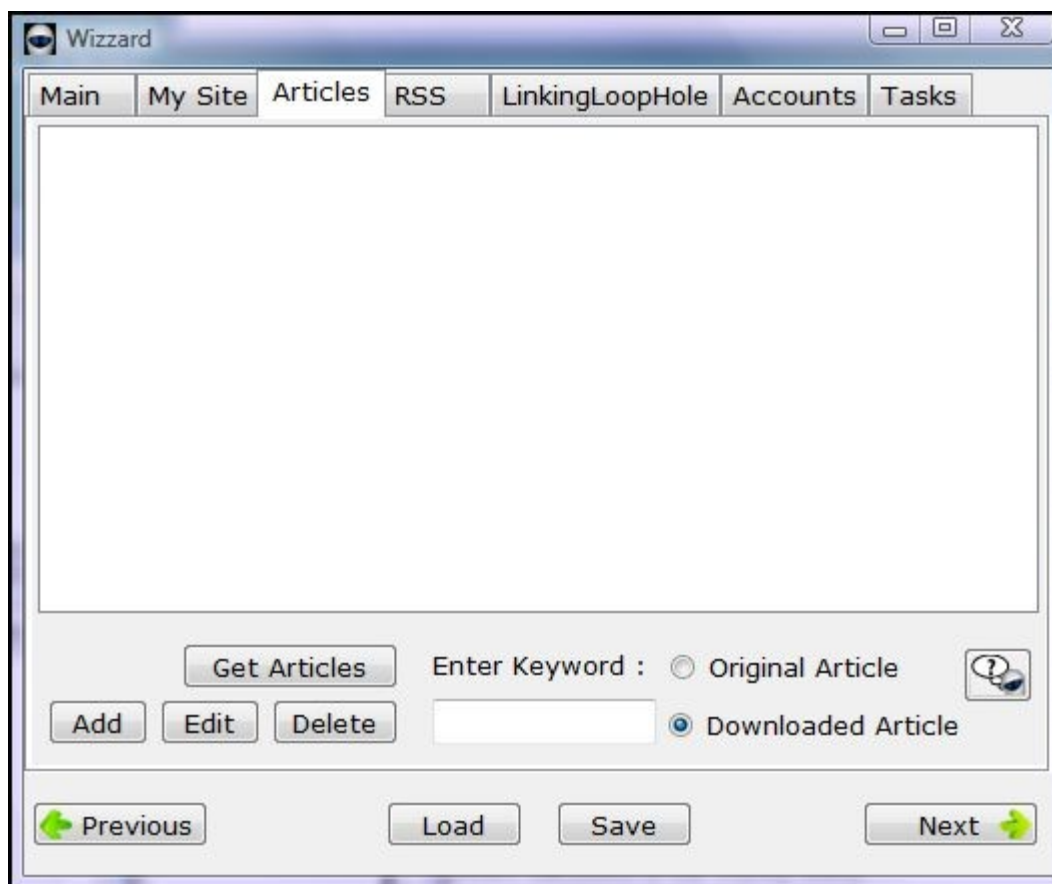 Wizzard
Main My Site Articles RSS LinkingLoopHole Accounts Tasks
Get Articles Enter Keyword : Original Article
Add Edit Delete Downloaded Article
Previous Load Save Next